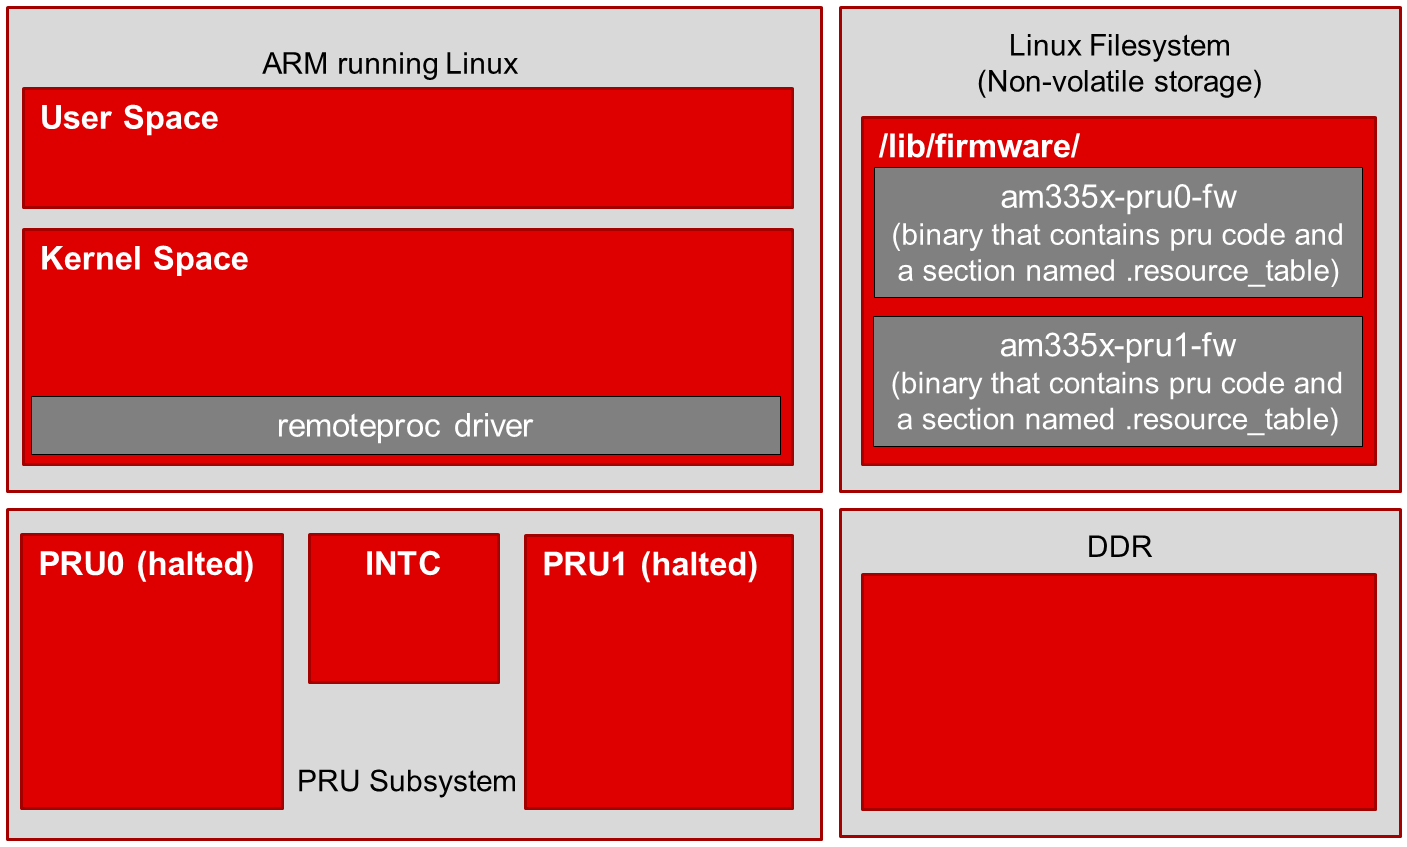 ARM running Linux
User Space
Kernel Space
remoteproc driver
Linux Filesystem
(Non-volatile storage)
/lib/firmware/
am335x-pru0-fw
(binary that contains pru code and
a section named .resource_table)
am335x-pru1-fw
(binary that contains pru code and
a section named .resource_table)
PRU0 (halted)
INTC
PRU1 (halted)
PRU Subsystem
DDR